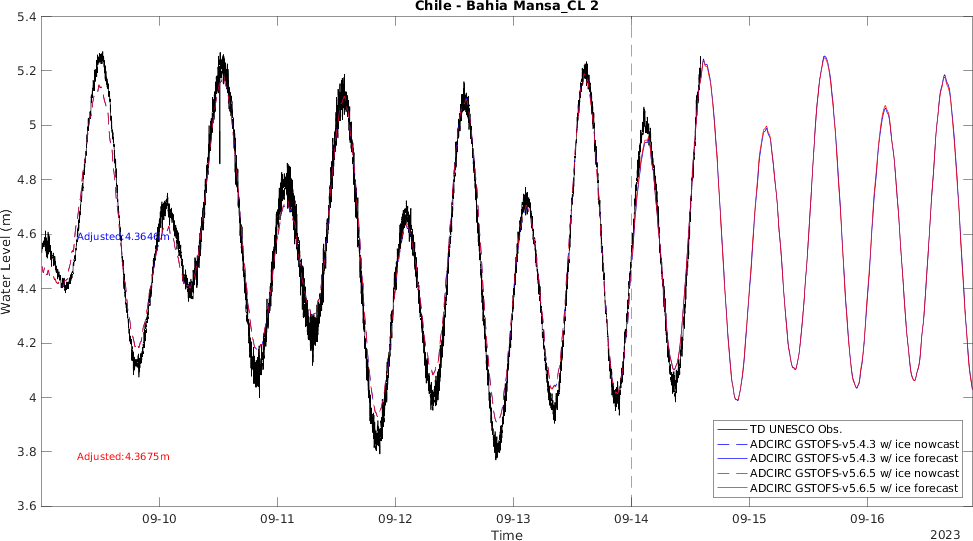 Chile - Bahia Mansa_CL 2
Water Level (m)
5.4
5.2
5
4.8
4.6
4.4
4.2
4
3.8
3.6
Adjusted:4.3646m
Adjusted:4.3675m
TD UNESCO Obs.
ADCIRC GSTOFS-v5.4.3 w/ ice nowcast
ADCIRC GSTOFS-v5.4.3 w/ ice forecast
ADCIRC GSTOFS-v5.6.5 w/ ice nowcast
ADCIRC GSTOFS-v5.6.5 w/ ice forecast
09-10 09-11 09-12 09-13 09-14 09-15 09-16
Time
2023